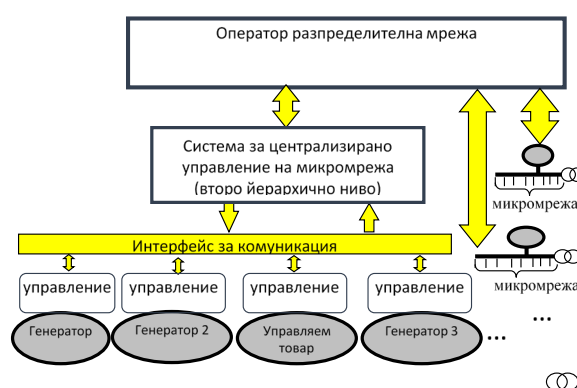 Оператор разпределителна мрежа
Система за централизирано
управление на микромрежа
(второ йерархично ниво)
микромрежа
Интерфейс за комуникация
микромрежа
управление
управление
управление
управление
Генератор
Генератор 2
Управляем
товар
Генератор 3
...
...